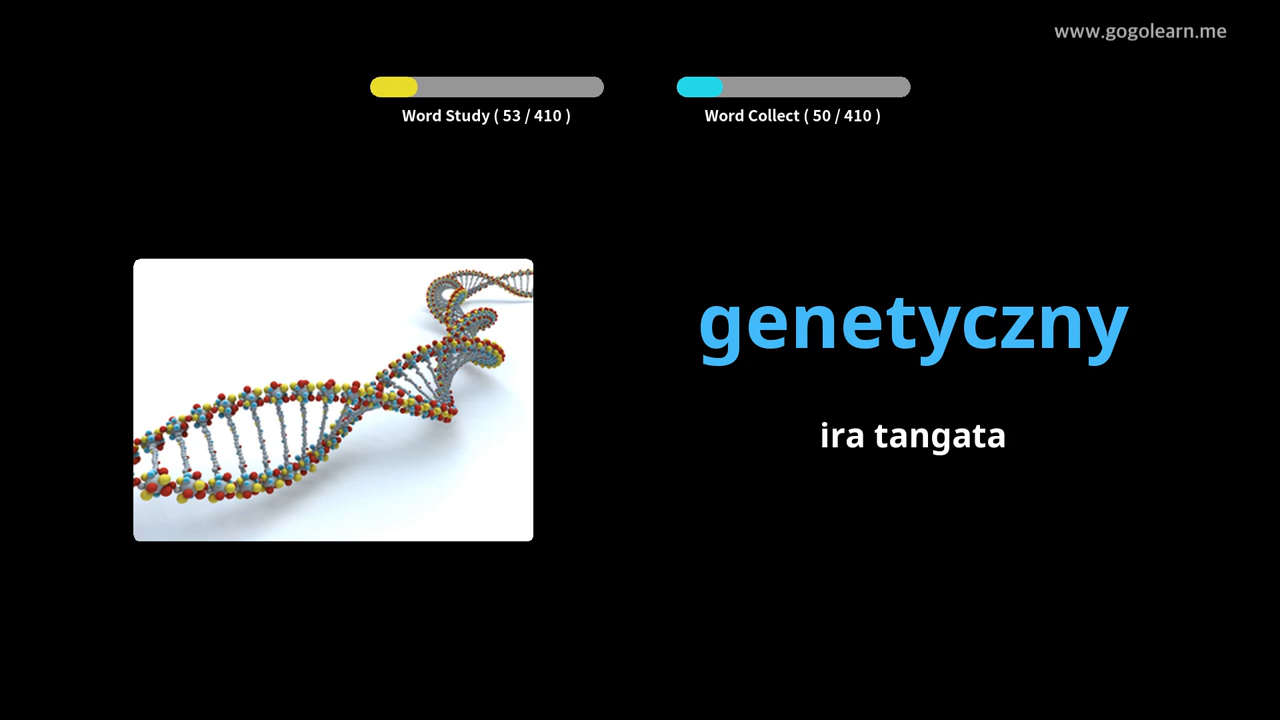 www.gogolearn.me
Word Study ( 53 / 410 )
Word Collect ( 50 / 410 )
genetyczny
ira tangata